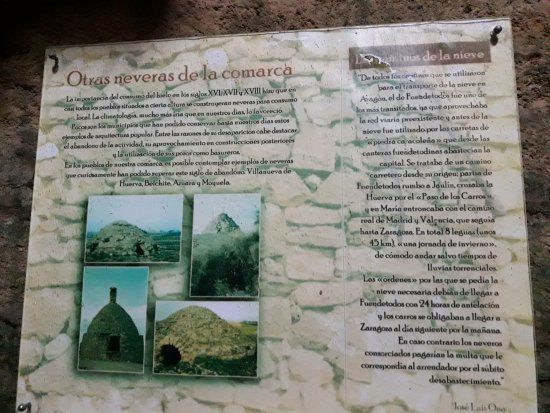 Otras neveras de la comarca
La importancia del consumo del hielo en los siglos XVI, XVII y XVIII hizo que en
casi todos los pueblos situados a cierta altura se construyeran neveras para consumo
local. La climatología, mucho más fría que en nuestros días, lo favoreció.
Pocos son los municipios que han podido conservar hasta nuestros días estos
ejemplos de arquitectura popular. Entre las razones de su desaparición cabe destacar
el abandono de la actividad, su aprovechamiento en construcciones posteriores
y la utilización de sus pozos como basureros.
En los pueblos de nuestra comarca, es posible contemplar ejemplos de neveras
que curiosamente han podido superar este siglo de abandono: Villanueva de
Huerva, Belchite, Azuara y Moyuela.
de la nieve
"De todos los caminos que se utilizaron
para el transporte de la nieve en
Aragón, el de Fuendetodos fue un de
los más transitados, ya que aprovechaba
la red viaria preexistente y antes de la
nieve fue utilizado por las carretas de
«piedra caracoleña» que desde las
canteras fuendetodinas abastecían la
capital. Se trataba de un camino
carretero desde su origen; partía de
Fuendetodos rumbo a Jaulín, cruzaba la
Huerva por el «Paso de los Carros»
y en María entroncaba con el camino
real de Madrid y Valencia, que seguía
hasta Zaragoza. En total 8 leguas (unos
45 km), «una jornada de invierno»,
de cómodo andar salvo tiempos de
lluvias torrenciales.
Las «órdenes» por las que se pedía la
nieve necesaria debían de llegar a
Fuendetodos con 24 horas de antelación
y los carros se obligaban a llegar a
Zaragoza al día siguiente por la mañana.
En caso contrario los neveros
consorciados pagarían la multa que le
correspondía al arrendador por el súbito
desabastecimiento."
José Luis Ona